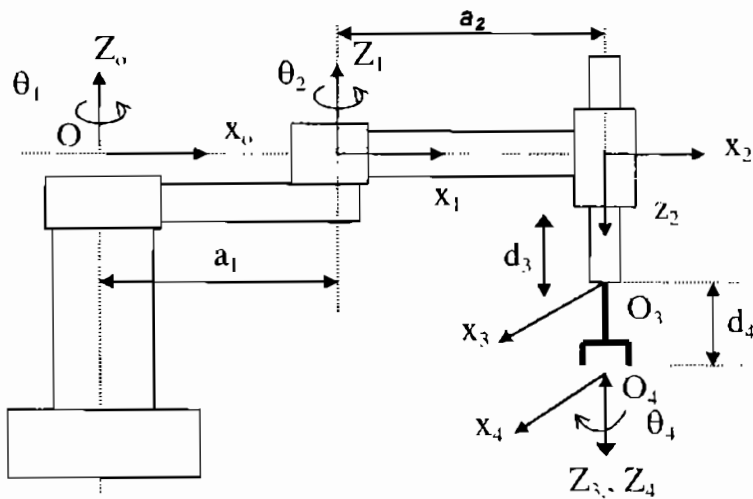 a₂
Z₀
Z₁
θ₁
θ₂
O
x₀
x₂
x₁
z₂
a₁
d₃
O₃
d₄
x₃
O₄
x₄
θ₄
Z₃, Z₄